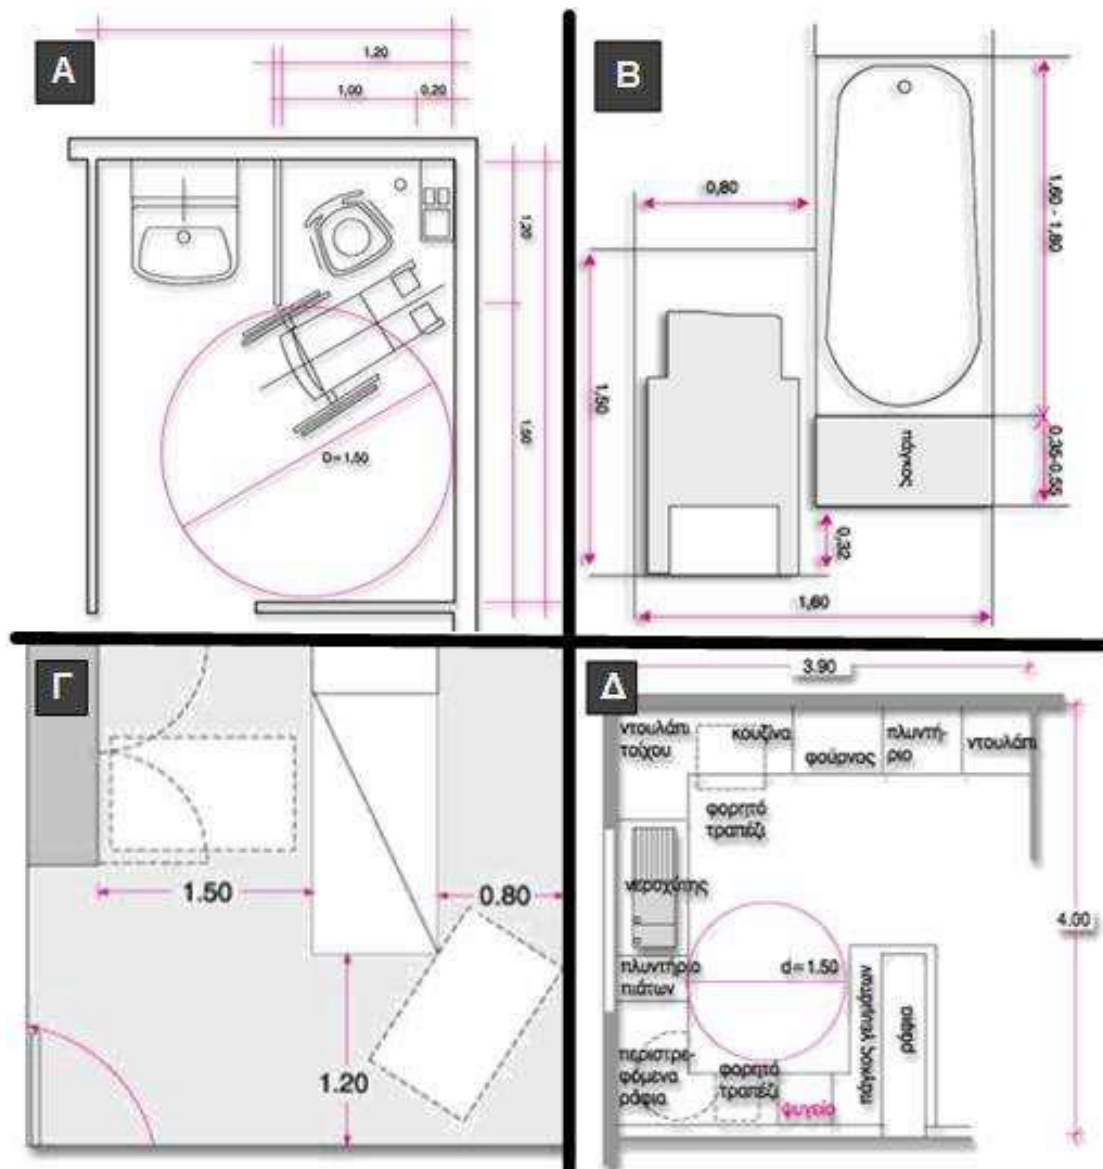 Α
1,20
1,00
0,20
1,20
1,50
D=1,50
Β
0,80
1,60 - 1,80
1,50
πάγκος
0,35-0,55
0,32
1,60
Γ
1.50
0.80
1.20
Δ
3.90
ντουλάπι
τοίχου
κουζίνα
φούρνος
πλυντή-
ριο
ντουλάπι
φορητό
τραπέζι
νεροχύτης
4.00
d=1.50
πλυντήριο
πιάτων
πάγκος γευμάτων
ράφια
περιστρε-
φόμενα
ράφια
φορητό
τραπέζι
ψυγείο